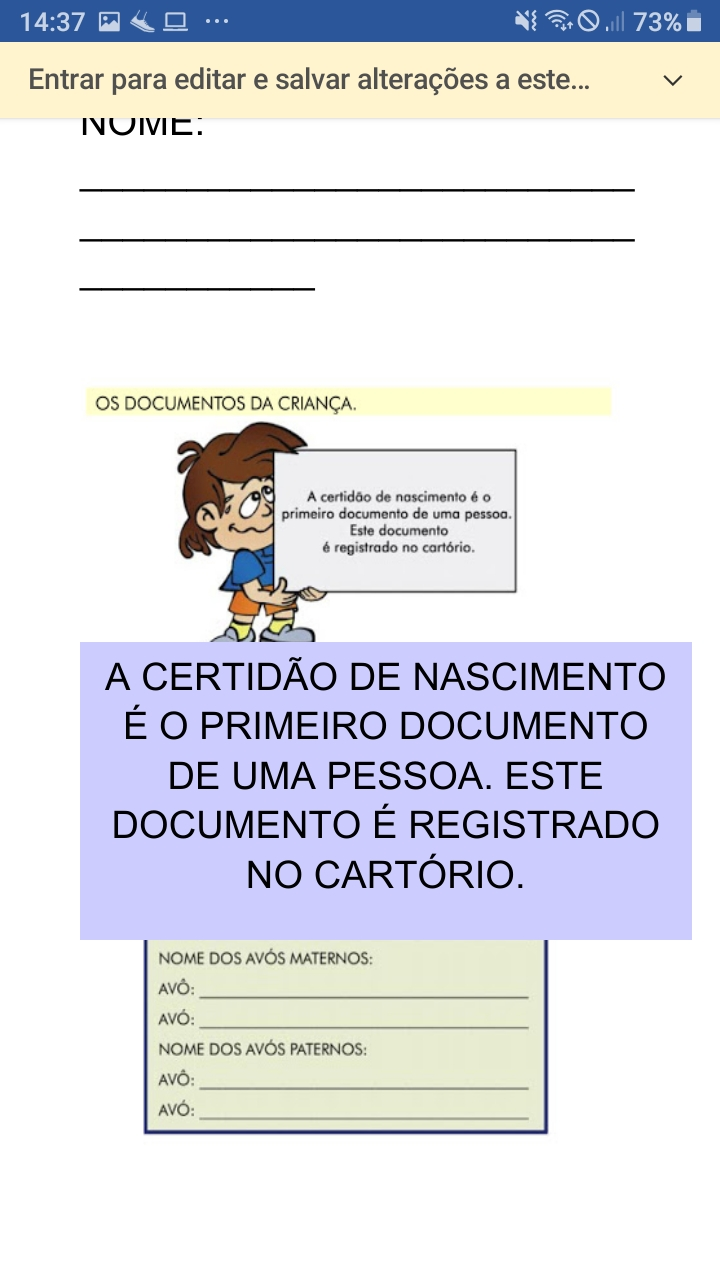 14:37 ... 73%
Entrar para editar e salvar alterações a este...
NOME:
OS DOCUMENTOS DA CRIANÇA.
A certidão de nascimento é o
primeiro documento de uma pessoa.
Este documento
é registrado no cartório.
A CERTIDÃO DE NASCIMENTO
É O PRIMEIRO DOCUMENTO
DE UMA PESSOA. ESTE
DOCUMENTO É REGISTRADO
NO CARTÓRIO.
NOME DOS AVÓS MATERNOS:
AVÔ:
AVÓ:
NOME DOS AVÓS PATERNOS:
AVÔ:
AVÓ: